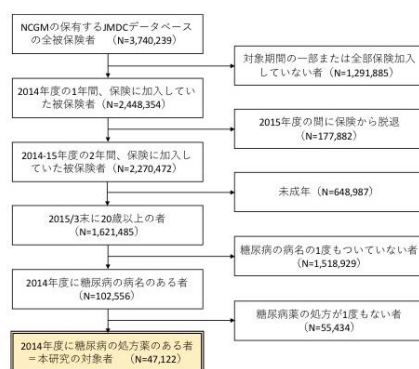 NCGMの保有するJMDCデータベース
の全被保険者 （N=3,740,239）
対象期間の一部または全部保険加入
していない者（N=1,291,885）
2014年度の1年間、保険に加入してい
た被保険者 （N=2,448,354）
2015年度の間に保険から脱退
（N=177,882）
2014-15年度の2年間、保険に加入
していた被保険者 （N=2,270,472）
未成年（N=648,987）
2015/3末に20歳以上の者
（N=1,621,485）
糖尿病の病名の1度もついていない者
（N=1,518,929）
2014年度に糖尿病の病名のある者
（N=102,556）
糖尿病薬の処方が1度もない者
（N=55,434）
2014年度に糖尿病の処方薬のある者
＝本研究の対象者 （N=47,122）